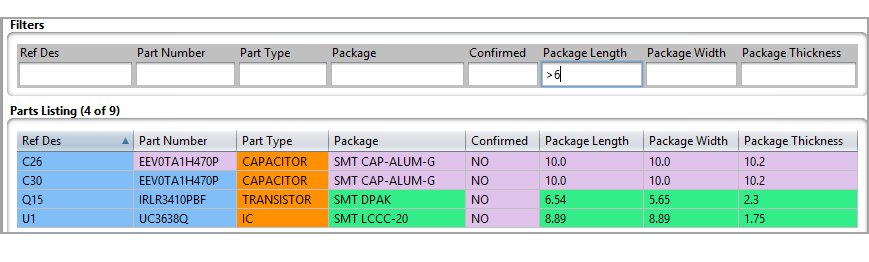 Filters
Ref Des Part Number Part Type Package Confirmed Package Length Package Width Package Thickness
>6
Parts Listing (4 of 9)
Ref Des Part Number Part Type Package Confirmed Package Length Package Width Package Thickness
C26 EEV0TA1H470P CAPACITOR SMT CAP-ALUM-G NO 10.0 10.0 10.2
C30 EEV0TA1H470P CAPACITOR SMT CAP-ALUM-G NO 10.0 10.0 10.2
Q15 IRLR3410PBF TRANSISTOR SMT DPAK NO 6.54 5.65 2.3
U1 UC3638Q IC SMT LCCC-20 NO 8.89 8.89 1.75